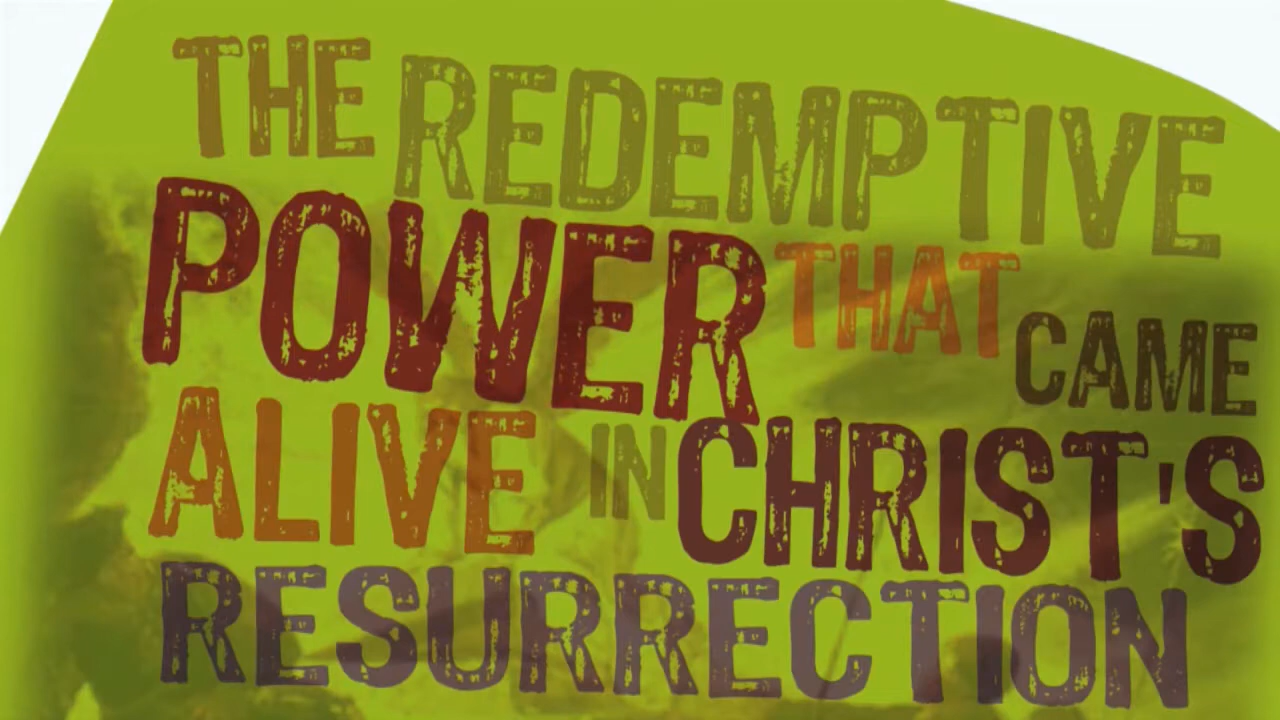 THE REDEMPTIVE
POWER THAT CAME
ALIVE IN CHRIST'S
RESURRECTION